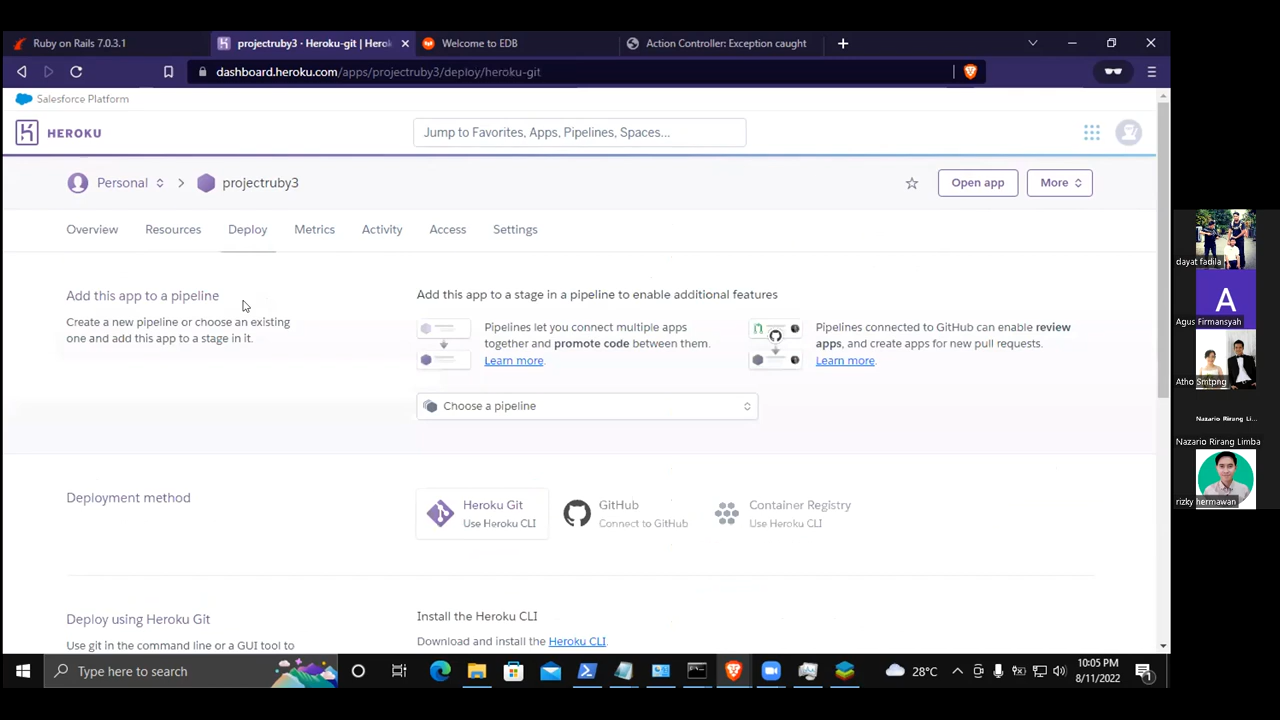 Ruby on Rails 7.0.3.1
projectruby3 · Heroku-git | Herok
Welcome to EDB
Action Controller: Exception caught
dashboard.heroku.com/apps/projectruby3/deploy/heroku-git
Salesforce Platform
HEROKU
Jump to Favorites, Apps, Pipelines, Spaces...
Personal
projectruby3
Open app
More
Overview
Resources
Deploy
Metrics
Activity
Access
Settings
Add this app to a pipeline
Create a new pipeline or choose an existing
one and add this app to a stage in it.
Add this app to a stage in a pipeline to enable additional features
Pipelines let you connect multiple apps
together and promote code between them.
Learn more.
Pipelines connected to GitHub can enable review
apps, and create apps for new pull requests.
Learn more.
Choose a pipeline
Deployment method
Heroku Git
Use Heroku CLI
GitHub
Connect to GitHub
Container Registry
Use Heroku CLI
Deploy using Heroku Git
Use git in the command line or a GUI tool to
Install the Heroku CLI
Download and install the Heroku CLI.
dayat fadila
A
Agus Firmansyah
Atho Smtpng
Nazario Rirang Li...
Nazario Rirang Limba
rizky hermawan
Type here to search
28°C
10:05 PM
8/11/2022
1